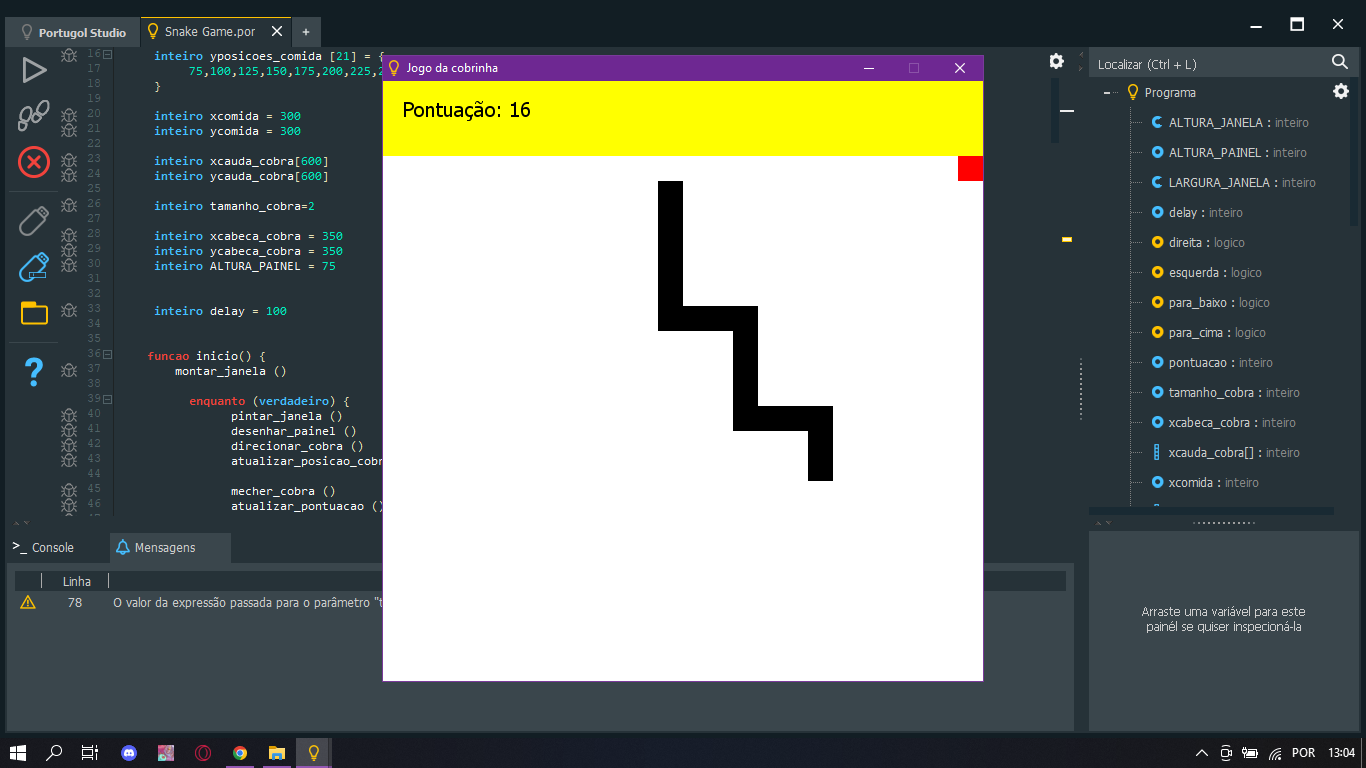 Portugol Studio
Snake Game.por
+
16 inteiro yposicoes_comida [21] = {
17 75,100,125,150,175,200,225,2
18 }
19
20 inteiro xcomida = 300
21 inteiro ycomida = 300
22
23 inteiro xcauda_cobra[600]
24 inteiro ycauda_cobra[600]
25
26 inteiro tamanho_cobra=2
27
28 inteiro xcabeca_cobra = 350
29 inteiro ycabeca_cobra = 350
30 inteiro ALTURA_PAINEL = 75
31
32
33 inteiro delay = 100
34
35
36 funcao inicio() {
37 montar_janela ()
38
39 enquanto (verdadeiro) {
40 pintar_janela ()
41 desenhar_painel ()
42 direcionar_cobra ()
43 atualizar_posicao_cobr
44
45 mecher_cobra ()
46 atualizar_pontuacao ()
Jogo da cobrinha
Pontuação: 16
Localizar (Ctrl + L)
Programa
ALTURA_JANELA : inteiro
ALTURA_PAINEL : inteiro
LARGURA_JANELA : inteiro
delay : inteiro
direita : logico
esquerda : logico
para_baixo : logico
para_cima : logico
pontuacao : inteiro
tamanho_cobra : inteiro
xcabeca_cobra : inteiro
xcauda_cobra[] : inteiro
xcomida : inteiro
Arraste uma variável para este
painél se quiser inspecioná-la
>_ Console
Mensagens
Linha
78 O valor da expressão passada para o parâmetro "t
POR
13:04